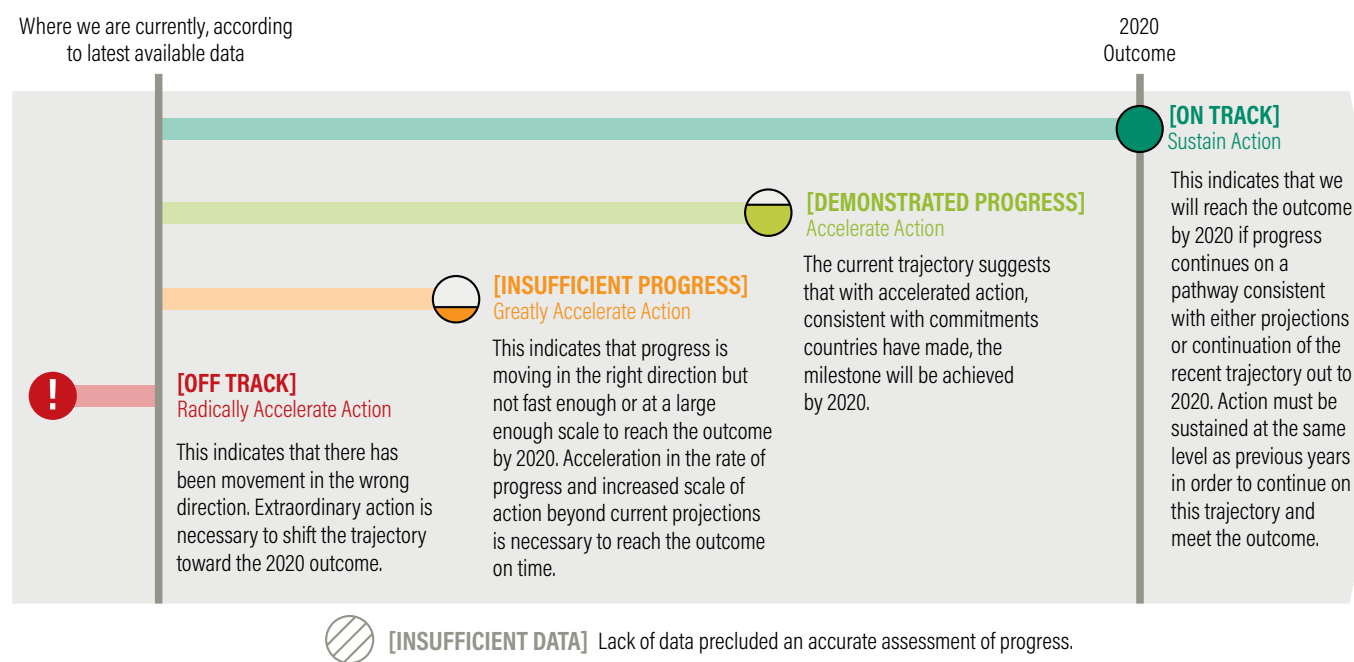 Where we are currently, according
to latest available data
2020
Outcome
[ON TRACK]
Sustain Action
This indicates that we
will reach the outcome
by 2020 if progress
continues on a
pathway consistent
with either projections
or continuation of the
recent trajectory out to
2020. Action must be
sustained at the same
level as previous years
in order to continue on
this trajectory and
meet the outcome.
[DEMONSTRATED PROGRESS]
Accelerate Action
The current trajectory suggests
that with accelerated action,
consistent with commitments
countries have made, the
milestone will be achieved
by 2020.
[INSUFFICIENT PROGRESS]
Greatly Accelerate Action
This indicates that progress is
moving in the right direction but
not fast enough or at a large
enough scale to reach the outcome
by 2020. Acceleration in the rate of
progress and increased scale of
action beyond current projections
is necessary to reach the outcome
on time.
!
[OFF TRACK]
Radically Accelerate Action
This indicates that there has
been movement in the wrong
direction. Extraordinary action is
necessary to shift the trajectory
toward the 2020 outcome.
[INSUFFICIENT DATA] Lack of data precluded an accurate assessment of progress.